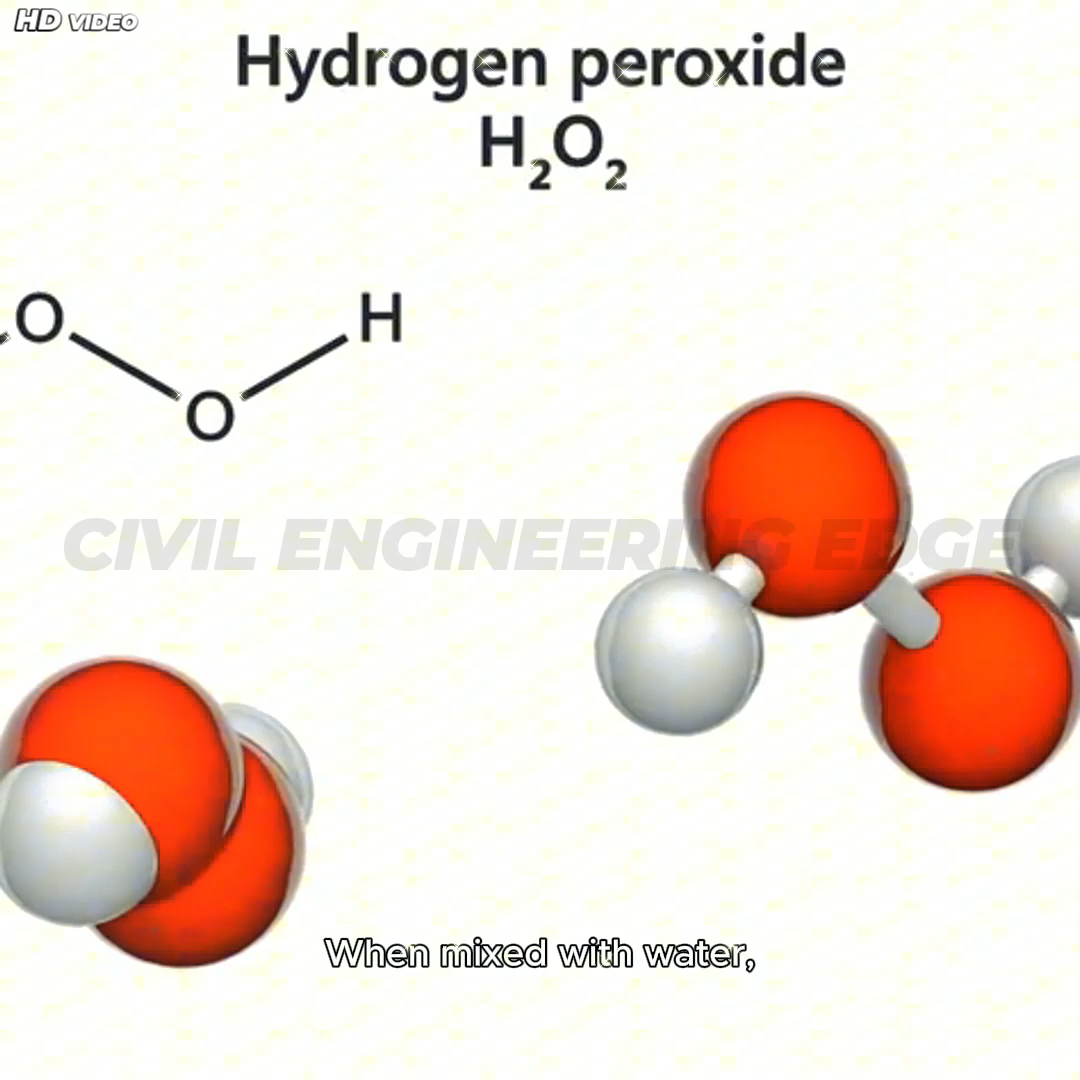 HD VIDEO
Hydrogen peroxide
H₂O₂
O
H
O
CIVIL ENGINEERING EDGE
When mixed with water,